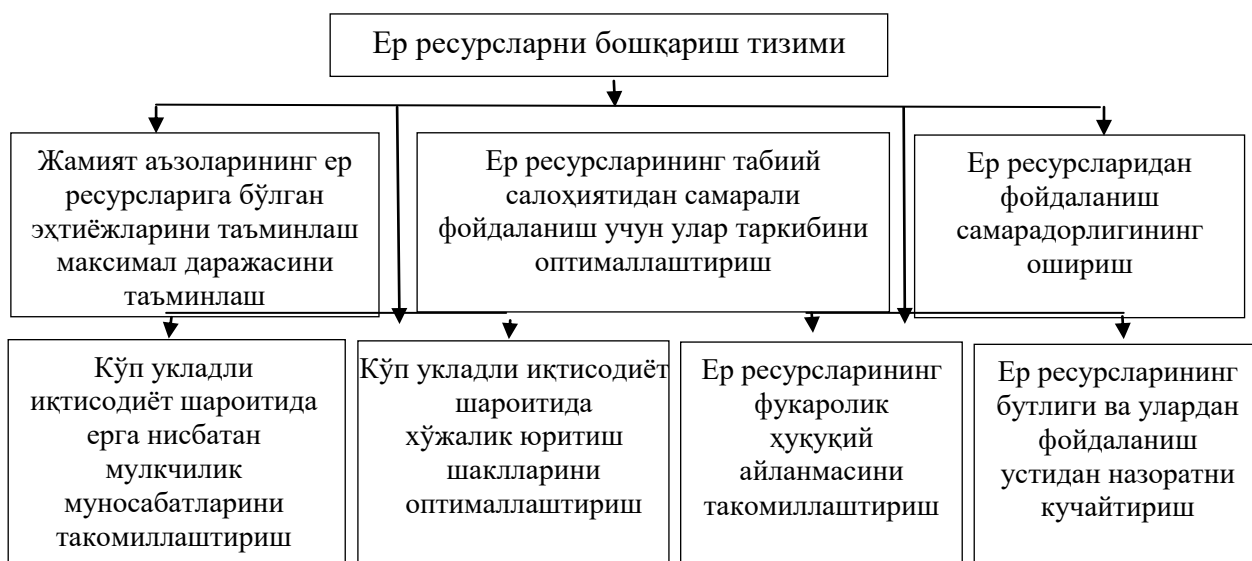 Ер ресурсларни бошқариш тизими
Жамият аъзоларининг ер
ресурсларига бўлган
эҳтиёжларини таъминлаш
максимал даражасини
таъминлаш
Ер ресурсларининг табиий
салоҳиятидан самарали
фойдаланиш учун улар таркибини
оптималлаштириш
Ер ресурсларидан
фойдаланиш
самарадорлигининг
ошириш
Кўп укладли
иқтисодиёт шароитида
ерга нисбатан
мулкчилик
муносабатларини
такомиллаштириш
Кўп укладли иқтисодиёт
шароитида
хўжалик юритиш
шаклларини
оптималлаштириш
Ер ресурсларининг
фукаролик
ҳуқуқий
айланмасини
такомиллаштириш
Ер ресурсларининг
бутлиги ва улардан
фойдаланиш
устидан назоратни
кучайтириш